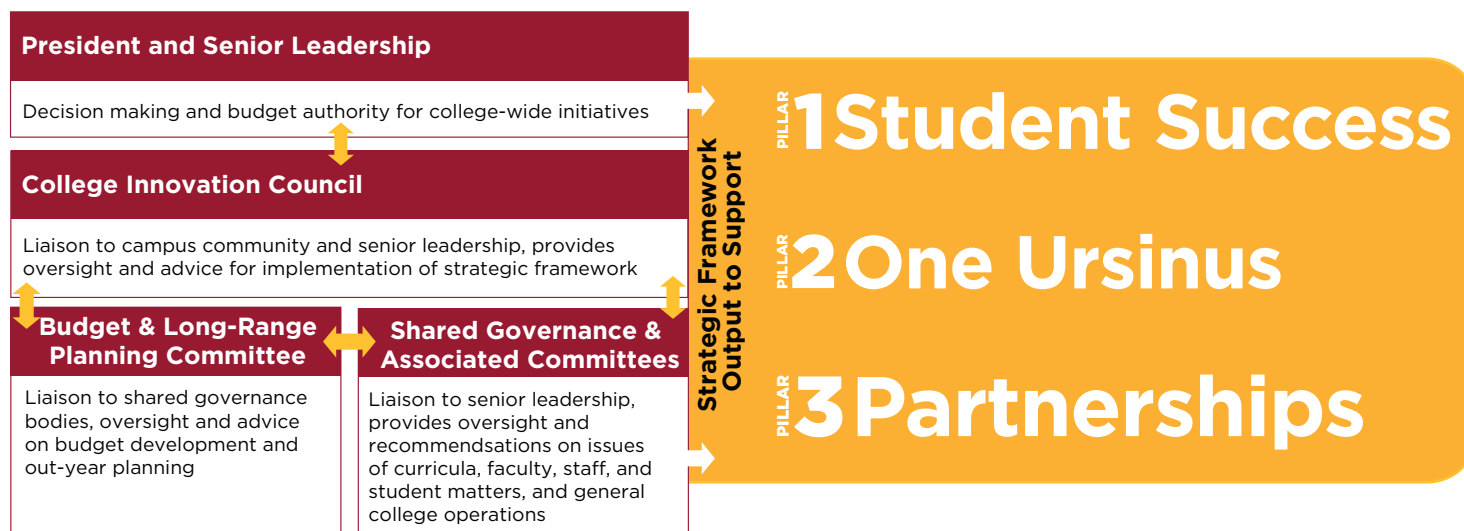 President and Senior Leadership
Decision making and budget authority for college-wide initiatives
College Innovation Council
Liaison to campus community and senior leadership, provides
oversight and advice for implementation of strategic framework
Budget & Long-Range
Planning Committee
Liaison to shared governance
bodies, oversight and advice
on budget development and
out-year planning
Shared Governance &
Associated Committees
Liaison to senior leadership,
provides oversight and
recommendsations on issues
of curricula, faculty, staff, and
student matters, and general
college operations
Strategic Framework
Output to Support
PILLAR 1 Student Success
PILLAR 2 One Ursinus
PILLAR 3 Partnerships